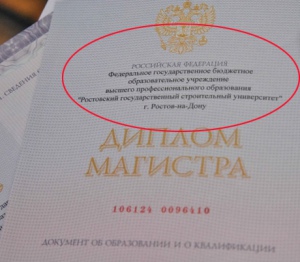 РОССИЙСКАЯ ФЕДЕРАЦИЯ
Федеральное государственное бюджетное
образовательное учреждение
высшего профессионального образования
"Ростовский государственный строительный университет"
г. Ростов-на-Дону
ДИПЛОМ
МАГИСТРА
106124 0096410
ДОКУМЕНТ ОБ ОБРАЗОВАНИИ И О КВАЛИФИКАЦИИ